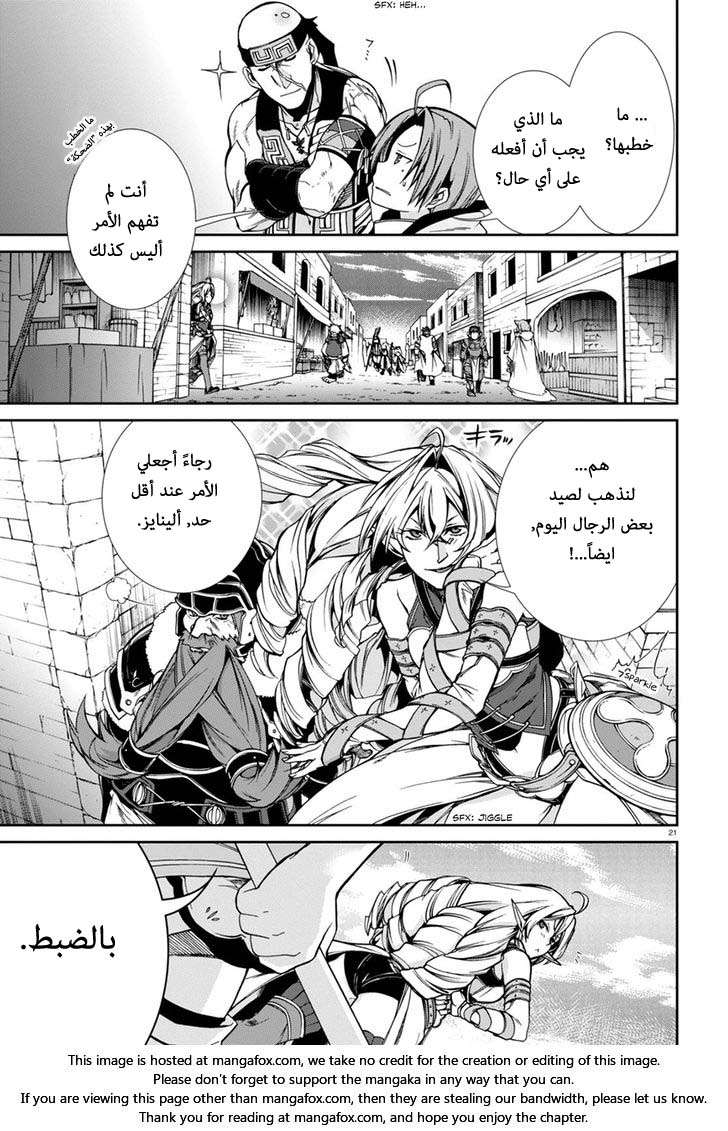 SFX: HEH...
... ما
خطبها؟
ما الذي
يجب أن أفعله
على أي حال؟
ما الخطب
بهذه "الضحكة"
أنت لم
تفهم الأمر
أليس كذلك
キラッ
هم...
لنذهب لصيد
بعض الرجال اليوم,
ايضاً...!
رجاءً أجعلي
الأمر عند أقل
حد, ألينايز.
Sparkle
SFX: JIGGLE
21
بالضبط.
This image is hosted at mangafox.com, we take no credit for the creation or editing of this image.
Please don't forget to support the mangaka in any way that you can.
If you are viewing this page other than mangafox.com, then they are stealing our bandwidth, please let us know.
Thank you for reading at mangafox.com, and hope you enjoy the chapter.